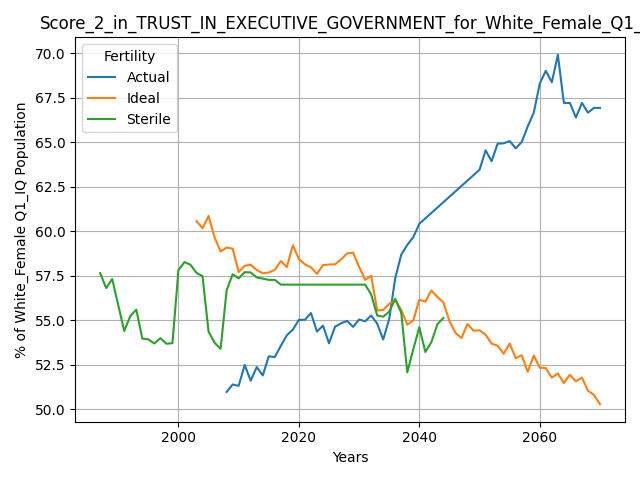 Score_2_in_TRUST_IN_EXECUTIVE_GOVERNMENT_for_White_Female_Q1_
Fertility
Actual
Ideal
Sterile
% of White_Female Q1_IQ Population
70.0
67.5
65.0
62.5
60.0
57.5
55.0
52.5
50.0
2000
2020
2040
2060
Years